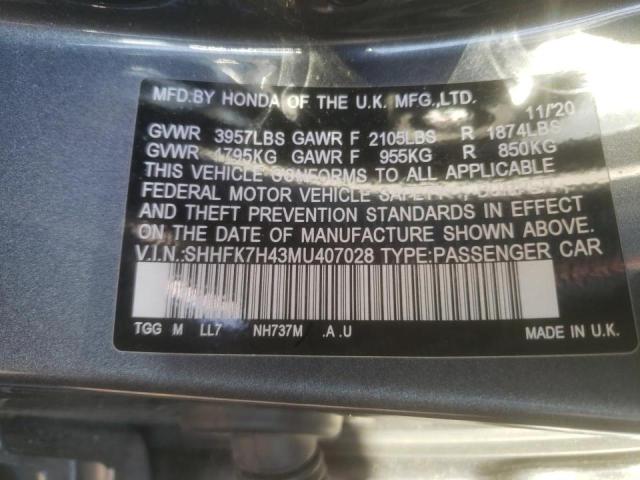 MFD.BY HONDA OF THE U.K. MFG.,LTD. 11/'20
GVWR 3957LBS GAWR F 2105LBS R 1874LBS
GVWR 1795KG GAWR F 955KG R 850KG
THIS VEHICLE CONFORMS TO ALL APPLICABLE
FEDERAL MOTOR VEHICLE SAFETY,
AND THEFT PREVENTION STANDARDS IN EFFECT
ON THE DATE OF MANUFACTURE SHOWN ABOVE.
V.I.N.:SHHFK7H43MU407028 TYPE:PASSENGER CAR
TGG M LL7 NH737M .A .U MADE IN U.K.